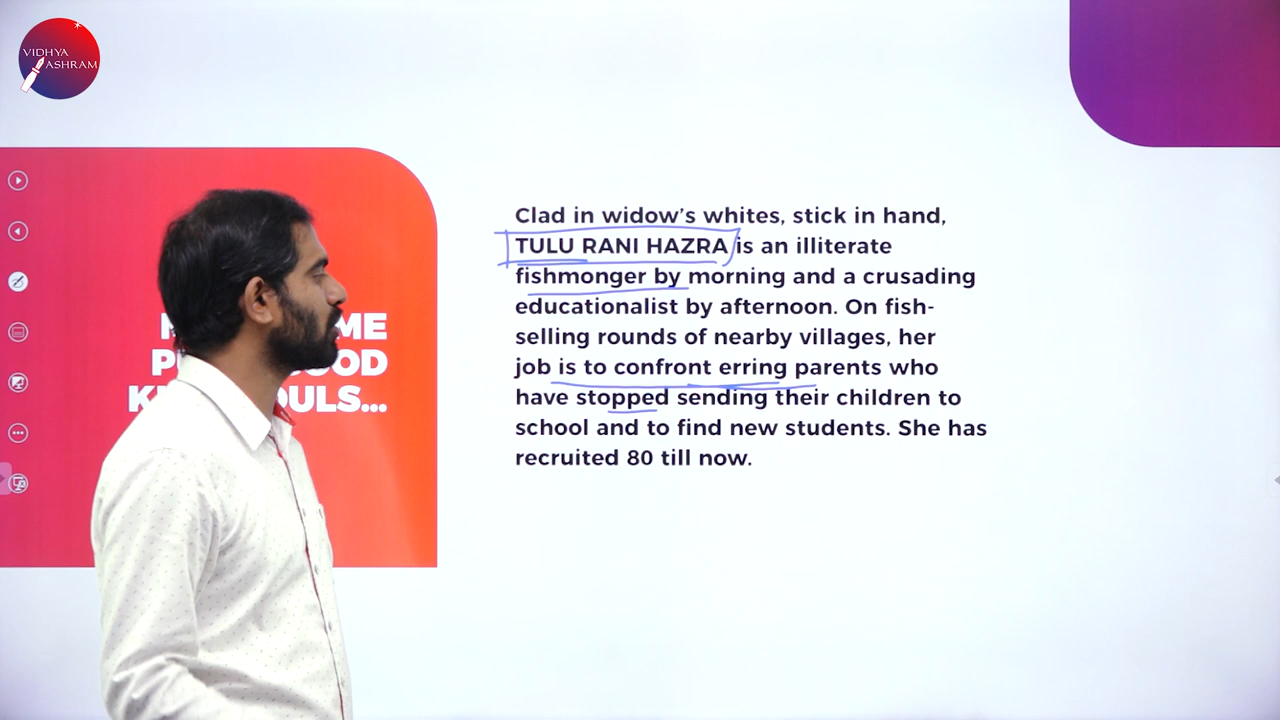 VIDHYA
ASHRAM
Clad in widow's whites, stick in hand,
TULU RANI HAZRA is an illiterate
fishmonger by morning and a crusading
educationalist by afternoon. On fish-
selling rounds of nearby villages, her
job is to confront erring parents who
have stopped sending their children to
school and to find new students. She has
recruited 80 till now.